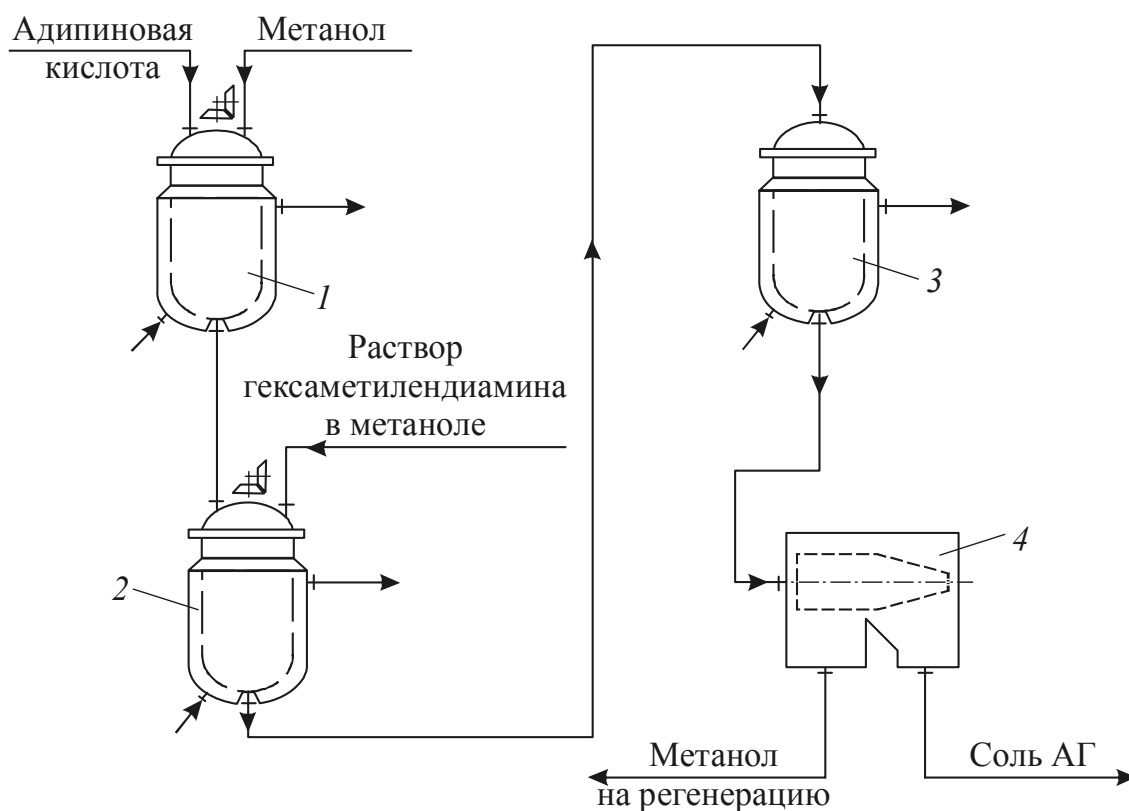 Адипиновая
кислота
Метанол
1
3
Раствор
гексаметилендиамина
в метаноле
2
4
Метанол
на регенерацию
Соль АГ